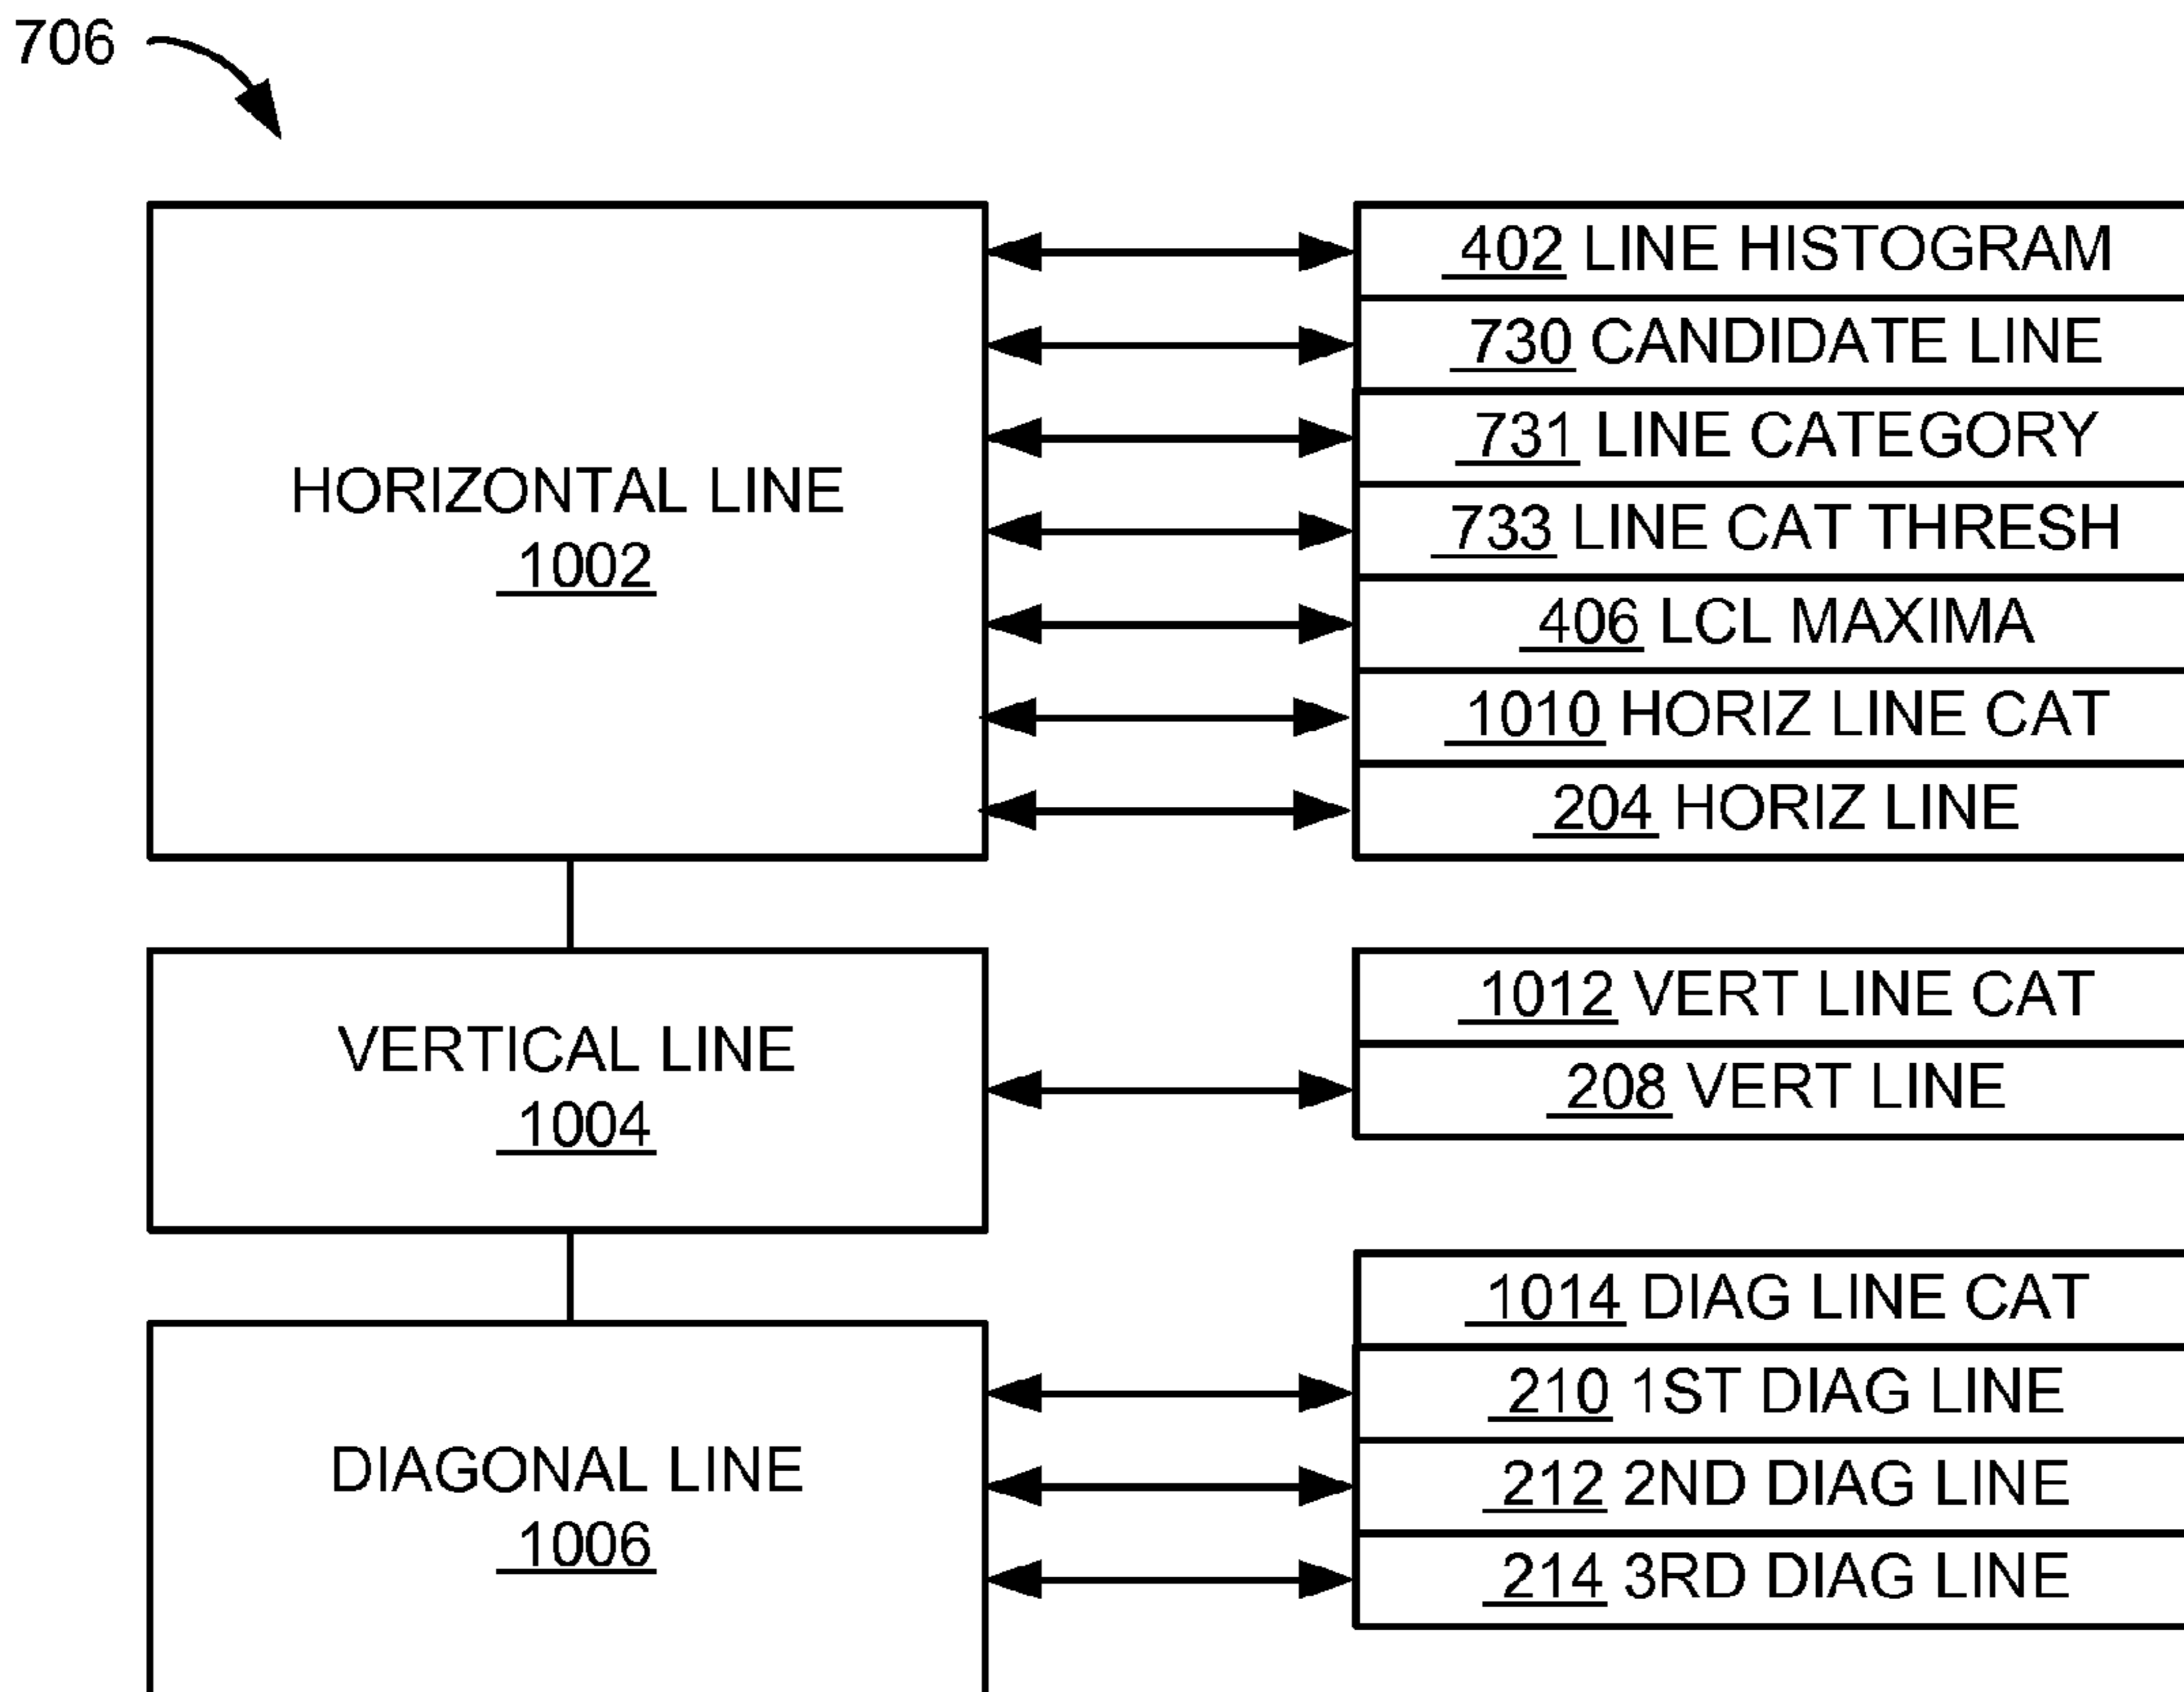 706
HORIZONTAL LINE
1002
402 LINE HISTOGRAM
730 CANDIDATE LINE
731 LINE CATEGORY
733 LINE CAT THRESH
406 LCL MAXIMA
1010 HORIZ LINE CAT
204 HORIZ LINE
VERTICAL LINE
1004
1012 VERT LINE CAT
208 VERT LINE
DIAGONAL LINE
1006
1014 DIAG LINE CAT
210 1ST DIAG LINE
212 2ND DIAG LINE
214 3RD DIAG LINE